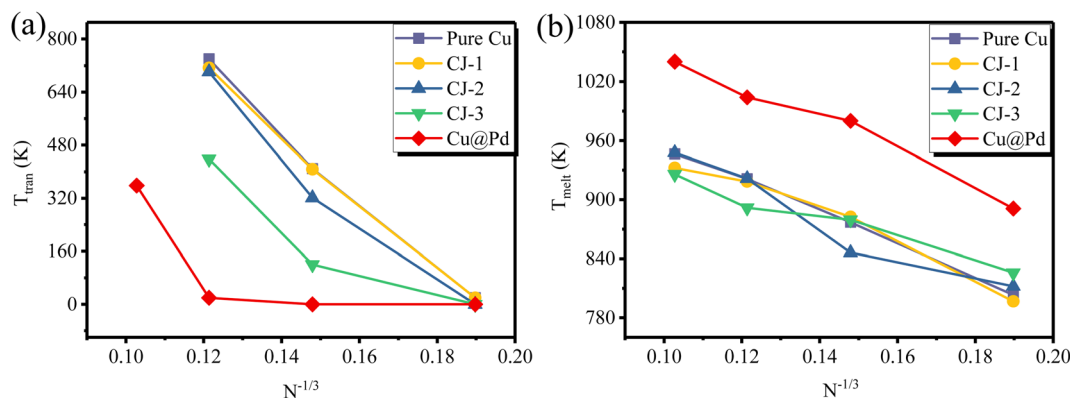 (a)
800
640
480
320
160
0
T_tran (K)
0.10 0.12 0.14 0.16 0.18 0.20
N^-1/3
Pure Cu
CJ-1
CJ-2
CJ-3
Cu@Pd
(b)
1080
1020
960
900
840
780
T_melt (K)
0.10 0.12 0.14 0.16 0.18 0.20
N^-1/3
Pure Cu
CJ-1
CJ-2
CJ-3
Cu@Pd